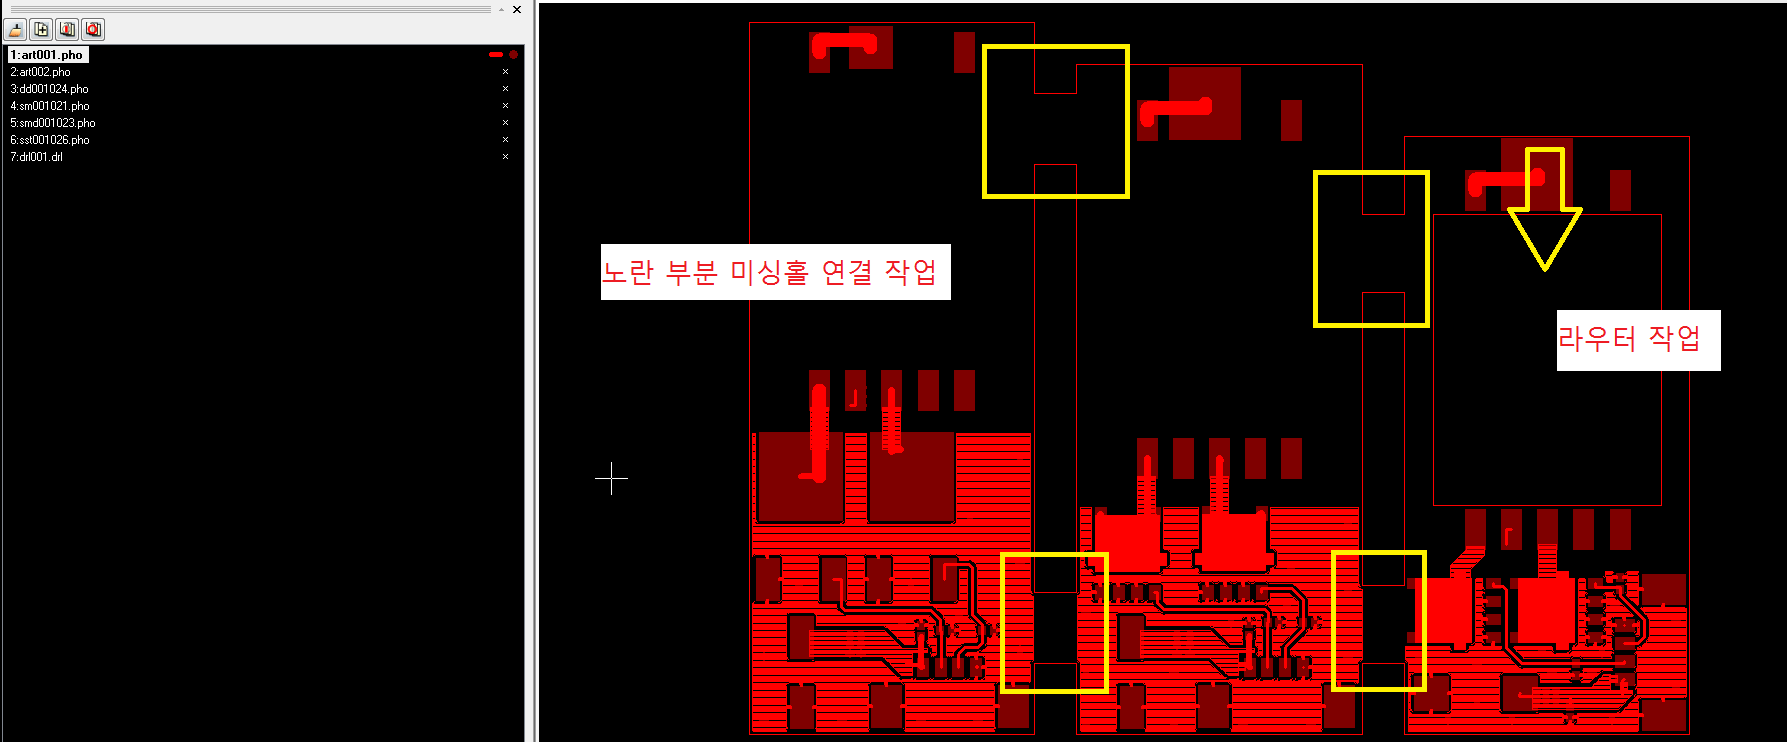 1:art001.pho
2:art002.pho
3:dd001024.pho
4:sm001021.pho
5:smd001023.pho
6:sst001026.pho
7:drl001.drl
노란 부분 미싱홀 연결 작업
라우터 작업